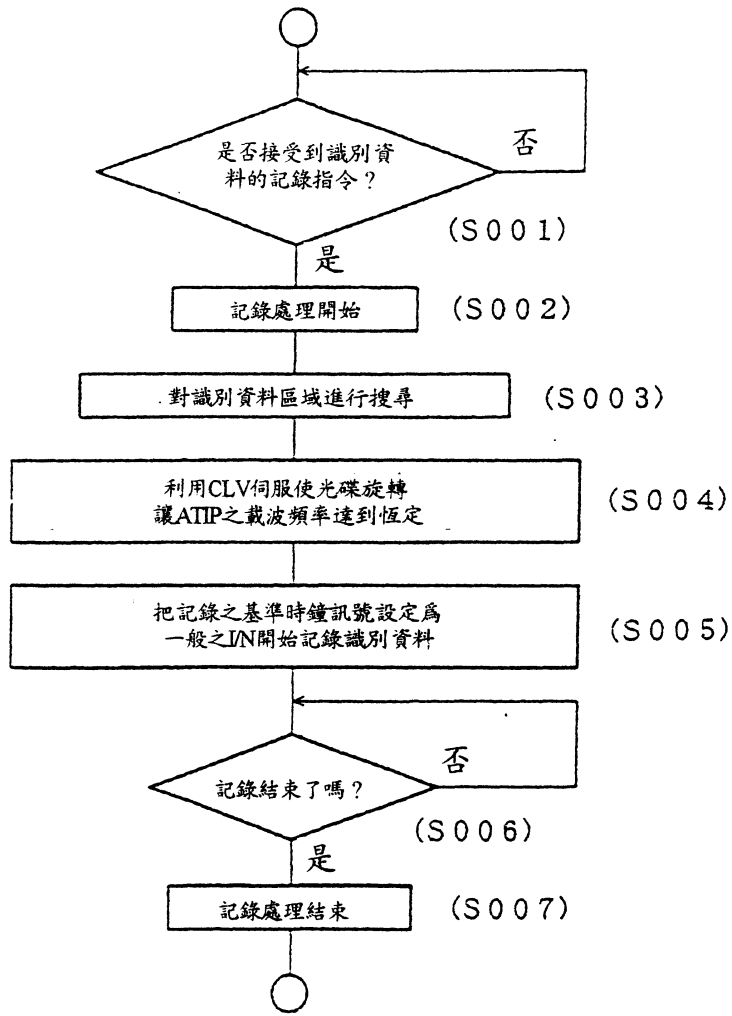 是否接受到識別資
料的記錄指令？
否
(S001)
是
記錄處理開始
(S002)
對識別資料區域進行搜尋
(S003)
利用CLV伺服使光碟旋轉
讓ATIP之載波頻率達到恆定
(S004)
把記錄之基準時鐘訊號設定爲
一般之I/N開始記錄識別資料
(S005)
記錄結束了嗎？
否
(S006)
是
記錄處理結束
(S007)